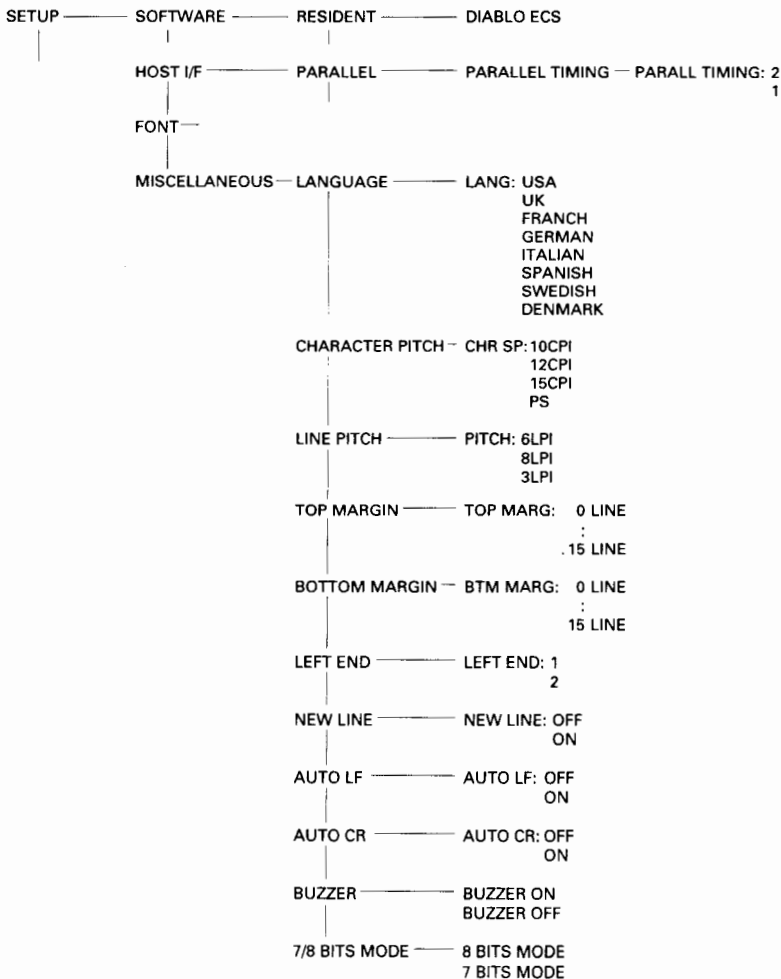 SETUP SOFTWARE RESIDENT DIABLO ECS
HOST I/F PARALLEL PARALLEL TIMING PARALL TIMING: 2
1
FONT
MISCELLANEOUS LANGUAGE LANG: USA
UK
FRANCH
GERMAN
ITALIAN
SPANISH
SWEDISH
DENMARK
CHARACTER PITCH CHR SP: 10CPI
12CPI
15CPI
PS
LINE PITCH PITCH: 6LPI
8LPI
3LPI
TOP MARGIN TOP MARG: 0 LINE
:
15 LINE
BOTTOM MARGIN BTM MARG: 0 LINE
:
15 LINE
LEFT END LEFT END: 1
2
NEW LINE NEW LINE: OFF
ON
AUTO LF AUTO LF: OFF
ON
AUTO CR AUTO CR: OFF
ON
BUZZER BUZZER ON
BUZZER OFF
7/8 BITS MODE 8 BITS MODE
7 BITS MODE